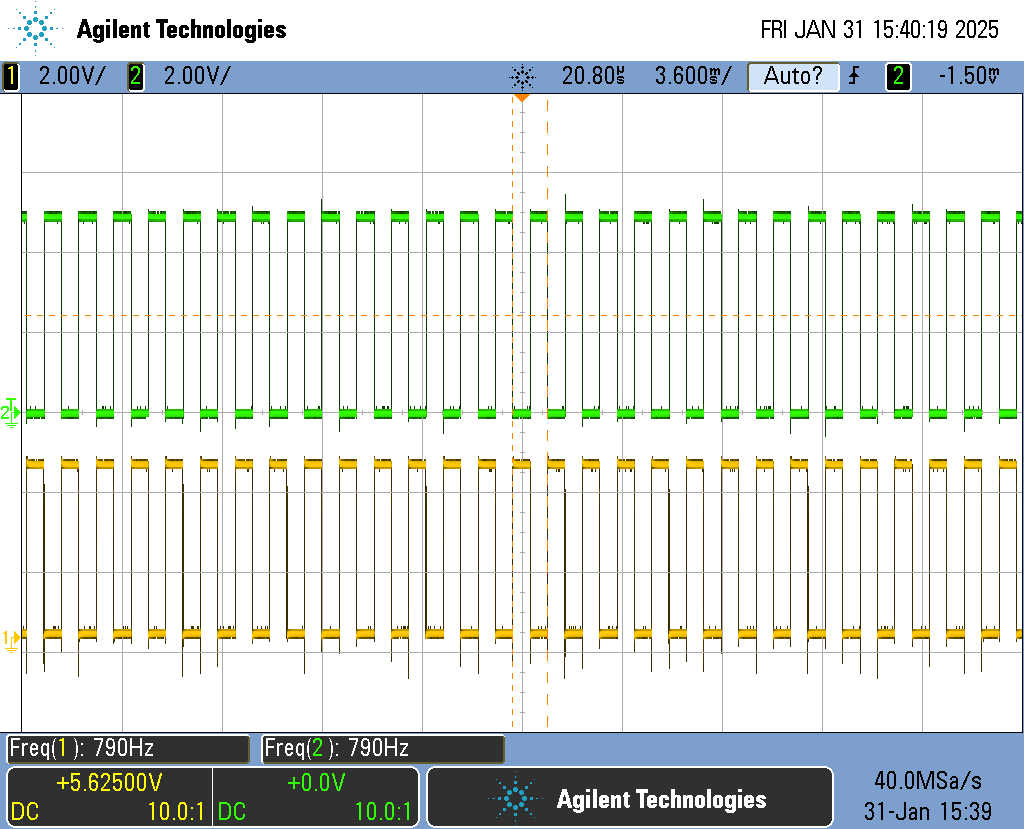 Agilent Technologies FRI JAN 31 15:40:19 2025
1 2.00V/ 2 2.00V/ 20.80µs 3.600ms/ Auto? 2 -1.50V
T
2
1
Freq(1): 790Hz Freq(2): 790Hz
+5.62500V +0.0V 40.0MSa/s
DC 10.0:1 DC 10.0:1 Agilent Technologies 31-Jan 15:39